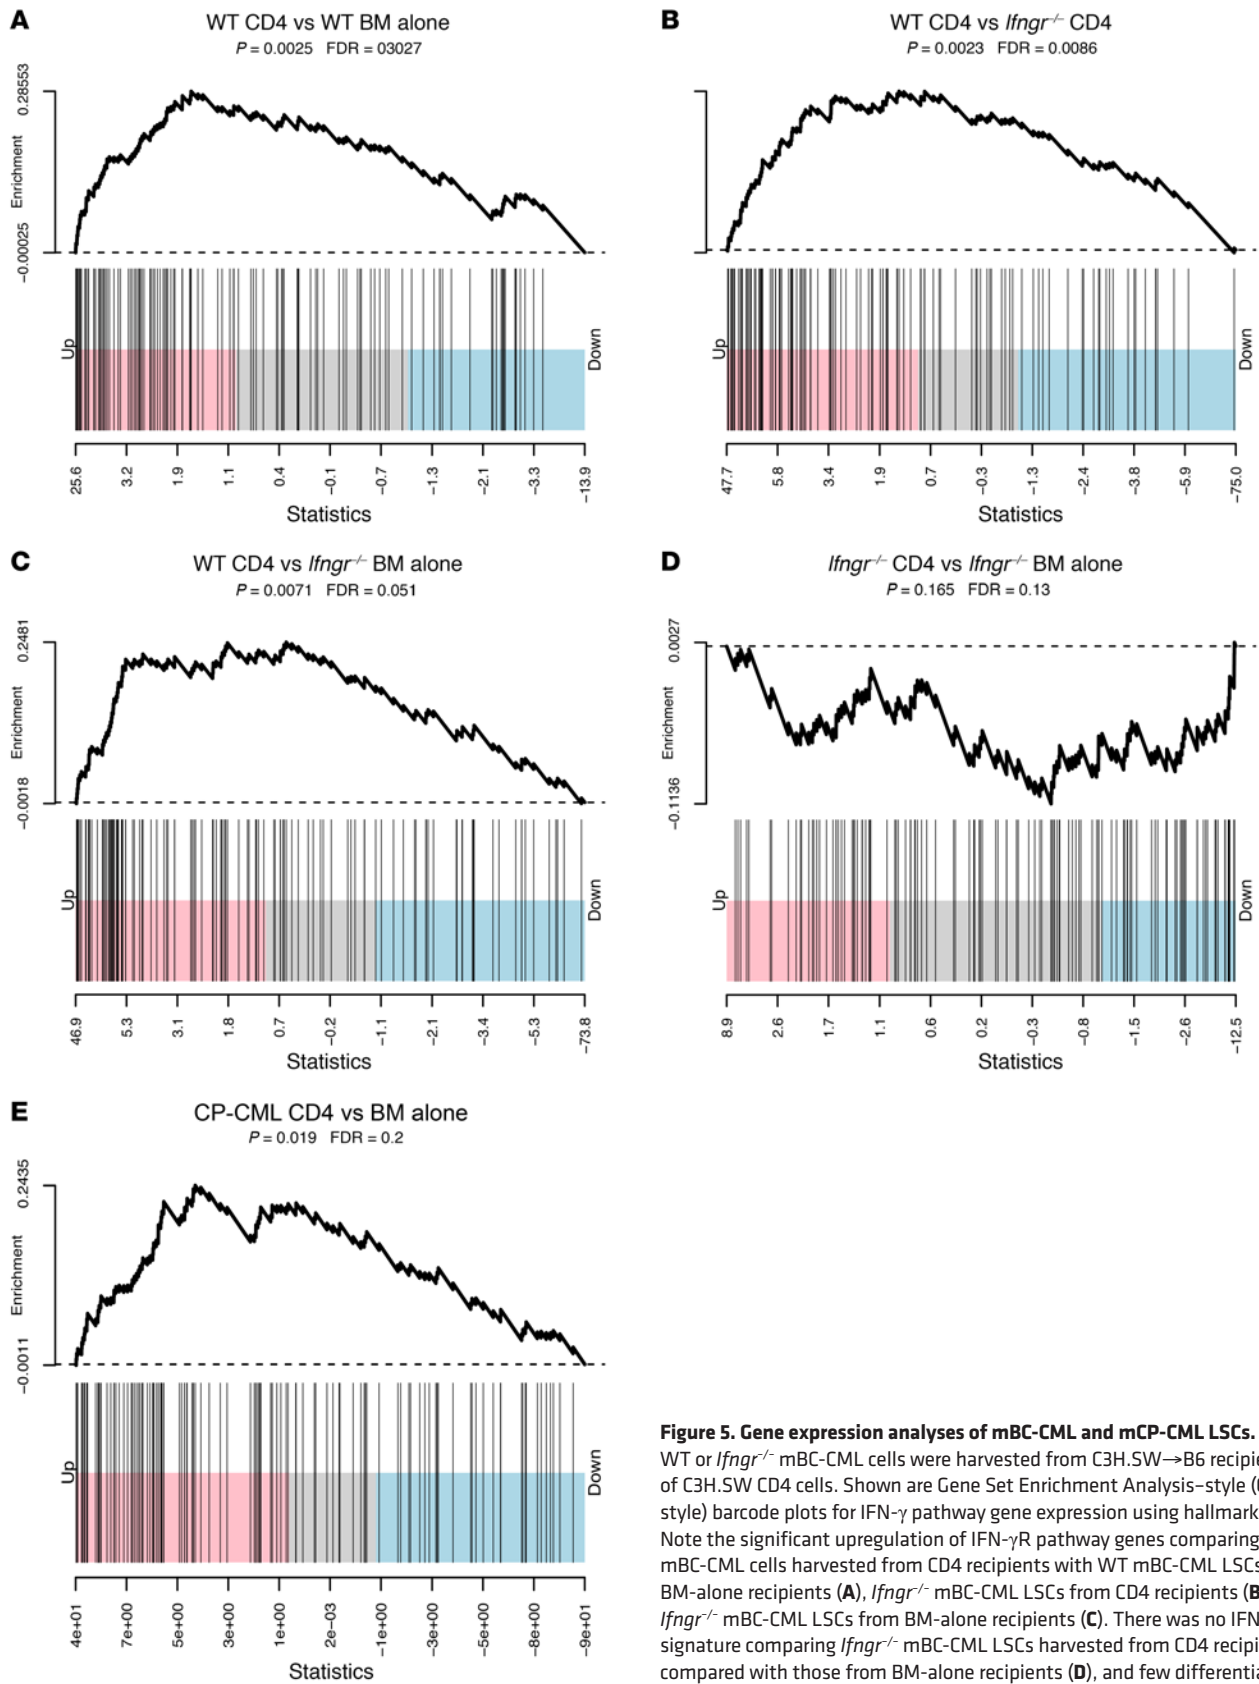 A
WT CD4 vs WT BM alone
P = 0.0025 FDR = 03027
0.28553
Enrichment
−0.00025
Up
Down
25.6 3.2 1.9 1.1 0.4 −0.1 −0.7 −1.3 −2.1 −3.3 −13.9
Statistics
B
WT CD4 vs Ifngr−/− CD4
P = 0.0023 FDR = 0.0086
Up
Down
47.7 5.8 3.4 1.9 0.7 −0.3 −1.3 −2.4 −3.8 −5.9 −75.0
Statistics
C
WT CD4 vs Ifngr−/− BM alone
P = 0.0071 FDR = 0.051
0.2481
Enrichment
−0.0018
Up
Down
46.9 5.3 3.1 1.8 0.7 −0.2 −1.1 −2.1 −3.4 −5.3 −73.8
Statistics
D
Ifngr−/− CD4 vs Ifngr−/− BM alone
P = 0.165 FDR = 0.13
0.0027
Enrichment
−0.1136
Up
Down
8.9 2.6 1.7 1.1 0.6 0.2 −0.3 −0.8 −1.5 −2.6 −12.5
Statistics
E
CP-CML CD4 vs BM alone
P = 0.019 FDR = 0.2
0.2435
Enrichment
−0.0011
Up
Down
4e+01 7e+00 5e+00 3e+00 1e+00 2e−03 −1e+00 −3e+00 −5e+00 −8e+00 −9e+01
Statistics
Figure 5. Gene expression analyses of mBC-CML and mCP-CML LSCs.
WT or Ifngr−/− mBC-CML cells were harvested from C3H.SW→B6 recipie
of C3H.SW CD4 cells. Shown are Gene Set Enrichment Analysis–style (
style) barcode plots for IFN-γ pathway gene expression using hallmark
Note the significant upregulation of IFN-γR pathway genes comparing
mBC-CML cells harvested from CD4 recipients with WT mBC-CML LSCs
BM-alone recipients (A), Ifngr−/− mBC-CML LSCs from CD4 recipients (B
Ifngr−/− mBC-CML LSCs from BM-alone recipients (C). There was no IFN
signature comparing Ifngr−/− mBC-CML LSCs harvested from CD4 recipi
compared with those from BM-alone recipients (D), and few differentia